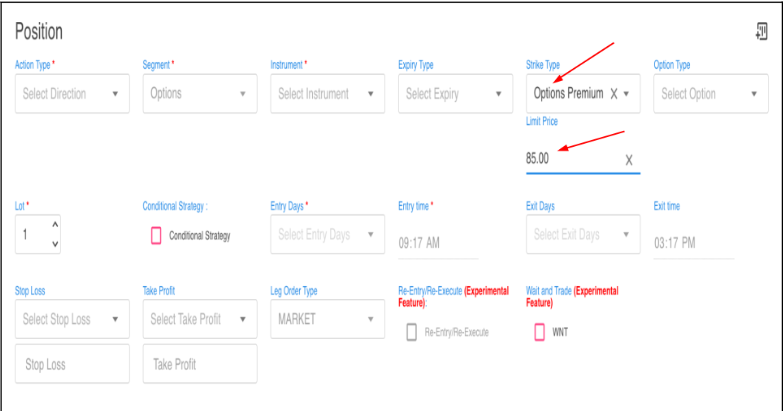 Position
Action Type * Segment * Instrument * Expiry Type Strike Type Option Type
Select Direction Options Select Instrument Select Expiry Options Premium X Select Option
Limit Price
85.00 X
Lot * Conditional Strategy : Entry Days * Entry time * Exit Days Exit time
1 Conditional Strategy Select Entry Days 09:17 AM Select Exit Days 03:17 PM
Stop Loss Take Profit Leg Order Type Re-Entry/Re-Execute (Experimental Wait and Trade (Experimental
Feature): Feature)
Select Stop Loss Select Take Profit MARKET Re-Entry/Re-Execute WNT
Stop Loss Take Profit